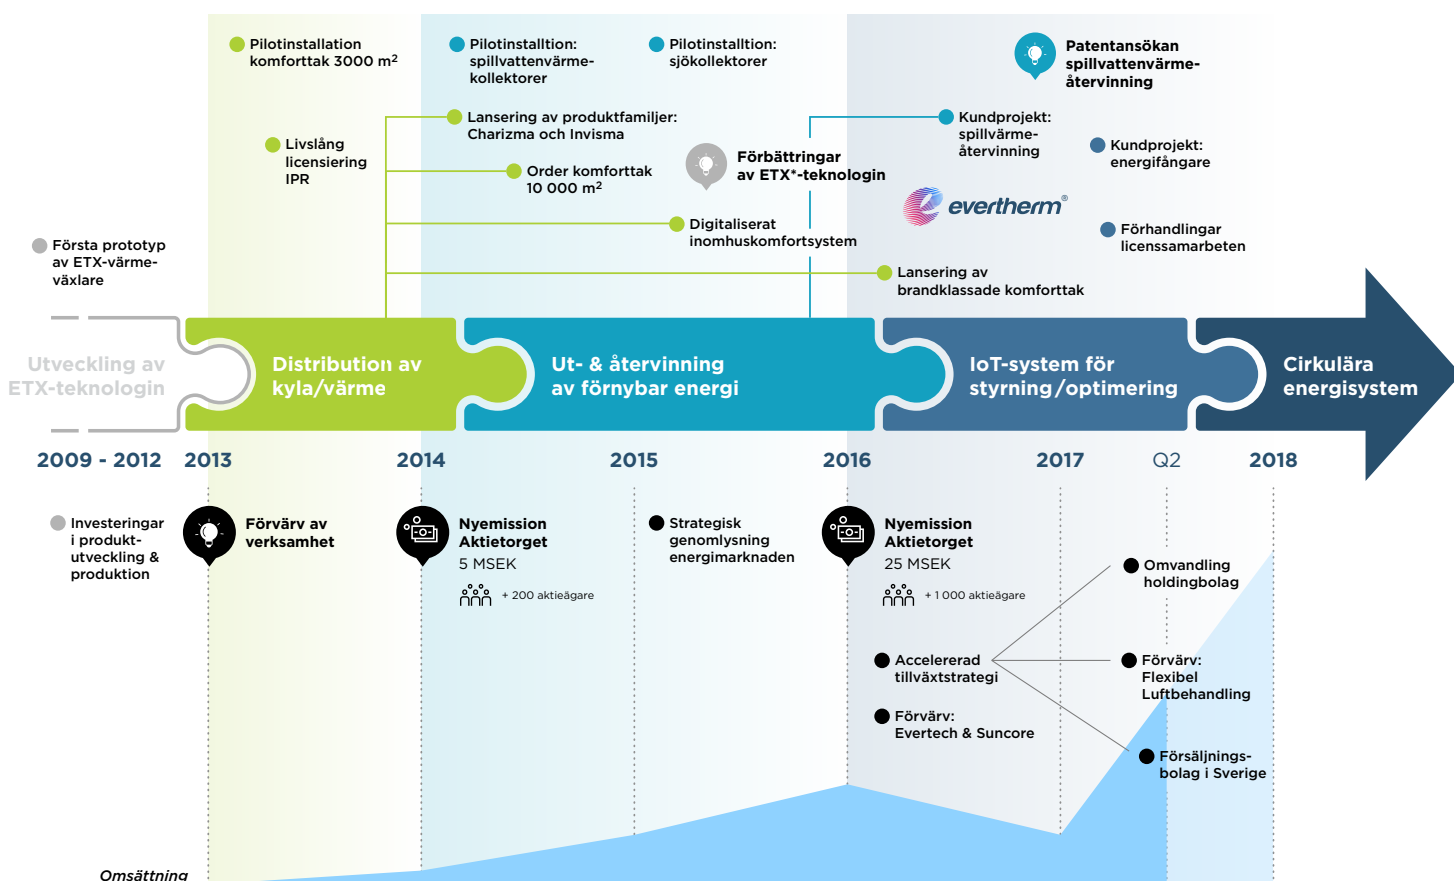 Pilotinstallation
komforttak 3000 m²
Pilotinstalltion:
spillvattenvärme-
kollektorer
Pilotinstalltion:
sjökollektorer
Patentansökan
spillvattenvärme-
återvinning
Livslång
licensiering
IPR
Lansering av produktfamiljer:
Charizma och Invisma
Order komforttak
10 000 m²
Förbättringar
av ETX*-teknologin
Kundprojekt:
spillvärme-
återvinning
Kundprojekt:
energifångare
evertherm®
Digitaliserat
inomhuskomfortsystem
Förhandlingar
licenssamarbeten
Första prototyp
av ETX-värme-
växlare
Lansering av
brandklassade komforttak
Utveckling av
ETX-teknologin
Distribution av
kyla/värme
Ut- & återvinning
av förnybar energi
IoT-system för
styrning/optimering
Cirkulära
energisystem
2009 - 2012
2013
2014
2015
2016
2017
Q2
2018
Investeringar
i produkt-
utveckling &
produktion
Förvärv av
verksamhet
Nyemission
Aktietorget
5 MSEK
+ 200 aktieägare
Strategisk
genomlysning
energimarknaden
Nyemission
Aktietorget
25 MSEK
+ 1 000 aktieägare
Omvandling
holdingbolag
Accelererad
tillväxtstrategi
Förvärv:
Flexibel
Luftbehandling
Förvärv:
Evertech & Suncore
Försäljnings-
bolag i Sverige
Omsättning